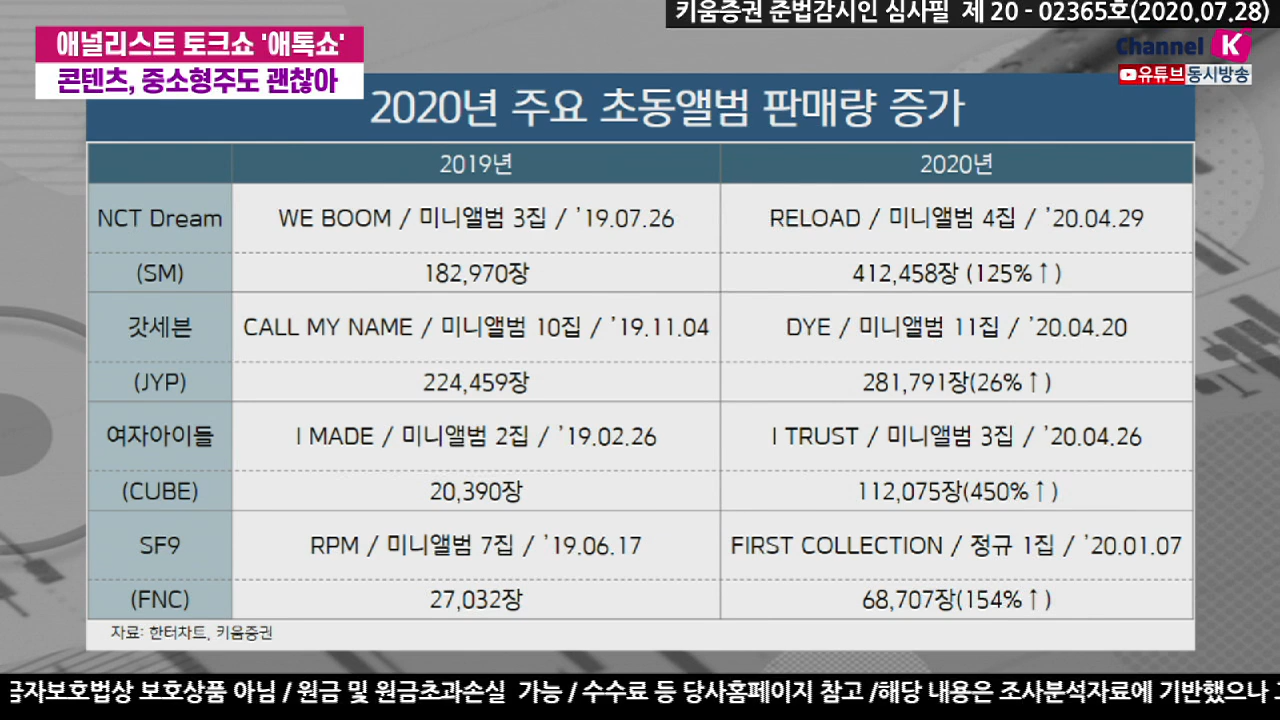 키움증권 준법감시인 심사필 제 20 - 02365호(2020.07.28)
애널리스트 토크쇼 '애톡쇼'
콘텐츠, 중소형주도 괜찮아
Channel K
유튜브동시방송
2020년 주요 초동앨범 판매량 증가
2019년 2020년
NCT Dream WE BOOM / 미니앨범 3집 / ’19.07.26 RELOAD / 미니앨범 4집 / ’20.04.29
(SM) 182,970장 412,458장 (125%↑)
갓세븐 CALL MY NAME / 미니앨범 10집 / ’19.11.04 DYE / 미니앨범 11집 / ’20.04.20
(JYP) 224,459장 281,791장(26%↑)
여자아이들 I MADE / 미니앨범 2집 / ’19.02.26 I TRUST / 미니앨범 3집 / ’20.04.26
(CUBE) 20,390장 112,075장(450%↑)
SF9 RPM / 미니앨범 7집 / ’19.06.17 FIRST COLLECTION / 정규 1집 / ’20.01.07
(FNC) 27,032장 68,707장(154%↑)
자료: 한터차트, 키움증권
금자보호법상 보호상품 아님 / 원금 및 원금초과손실 가능 / 수수료 등 당사홈페이지 참고 /해당 내용은 조사분석자료에 기반했으나